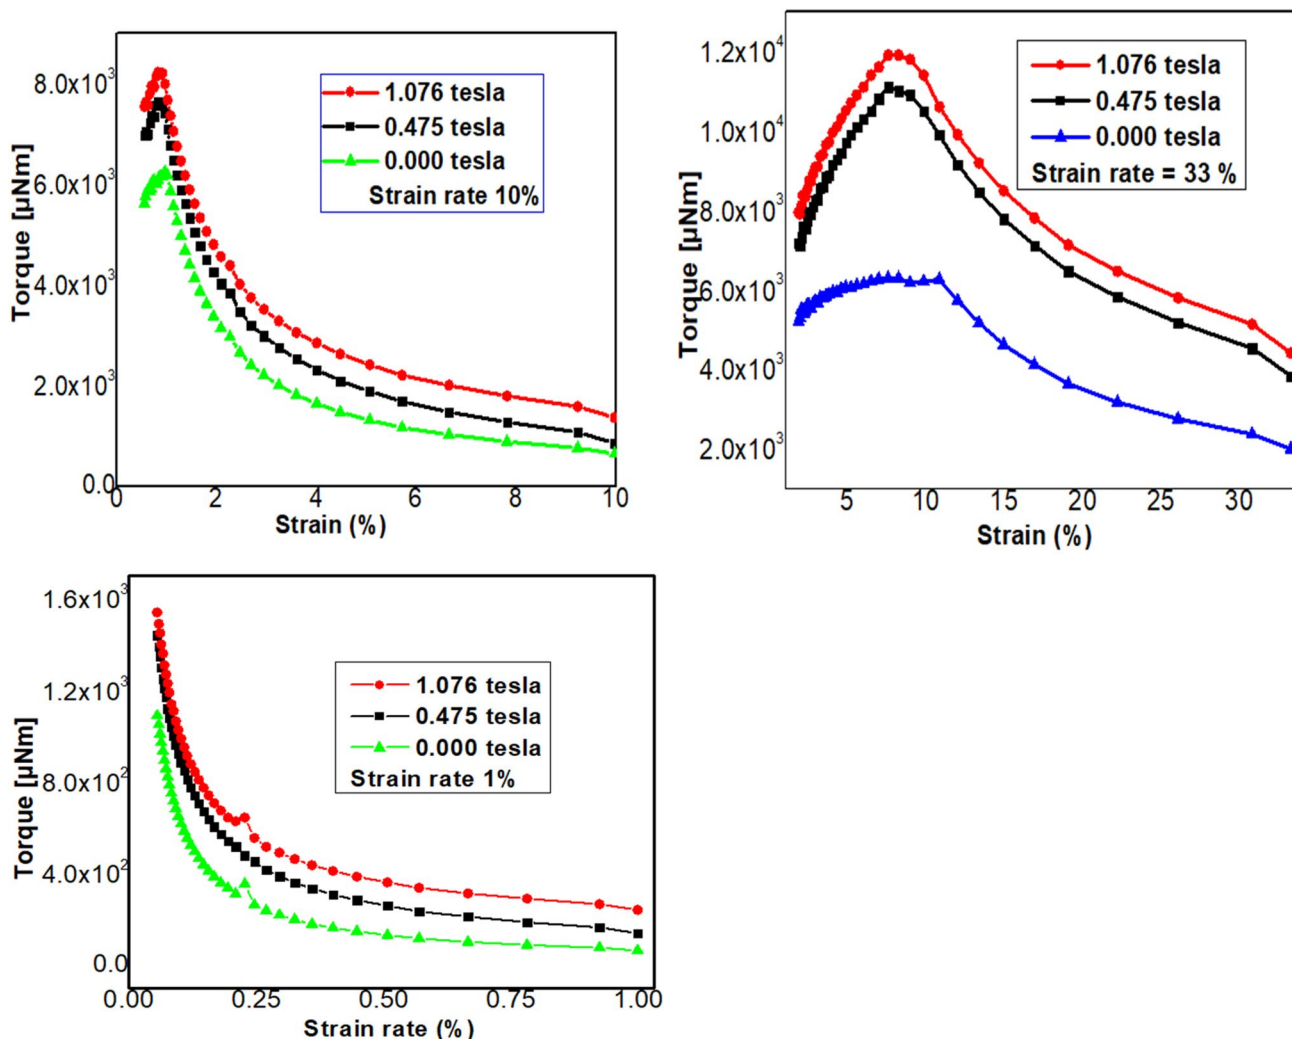 8.0x10³
6.0x10³
4.0x10³
2.0x10³
0.0
Torque [µNm]
1.076 tesla
0.475 tesla
0.000 tesla
Strain rate 10%
0 2 4 6 8 10
Strain (%)
1.2x10⁴
1.0x10⁴
8.0x10³
6.0x10³
4.0x10³
2.0x10³
Torque [µNm]
1.076 tesla
0.475 tesla
0.000 tesla
Strain rate = 33 %
5 10 15 20 25 30
Strain (%)
1.6x10³
1.2x10³
8.0x10²
4.0x10²
0.0
Torque [µNm]
1.076 tesla
0.475 tesla
0.000 tesla
Strain rate 1%
0.00 0.25 0.50 0.75 1.00
Strain rate (%)